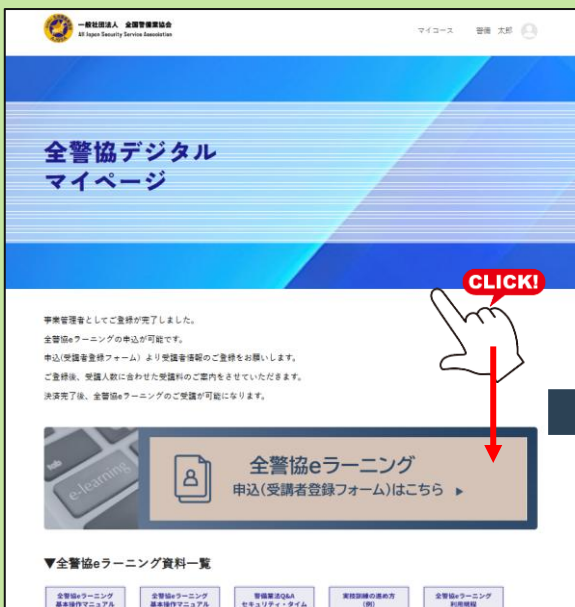 一般社団法人 全国警備業協会
All Japan Security Service Association
マイコース 警備 太郎
全警協デジタル
マイページ
CLICK!
事業管理者としてご登録が完了しました。
全警協eラーニングの申込が可能です。
申込(受講者登録フォーム)より受講者情報のご登録をお願いします。
ご登録後、受講人数に合わせた受講料のご案内をさせていただきます。
決済完了後、全警協eラーニングのご受講が可能になります。
tab
e-learning
全警協eラーニング
申込(受講者登録フォーム)はこちら ▶
▼全警協eラーニング資料一覧
全警協eラーニング
基本操作マニュアル
全警協eラーニング
基本操作マニュアル
警備業法Q&A
セキュリティ・タイム
実技訓練の進め方
(例)
全警協eラーニング
利用規程